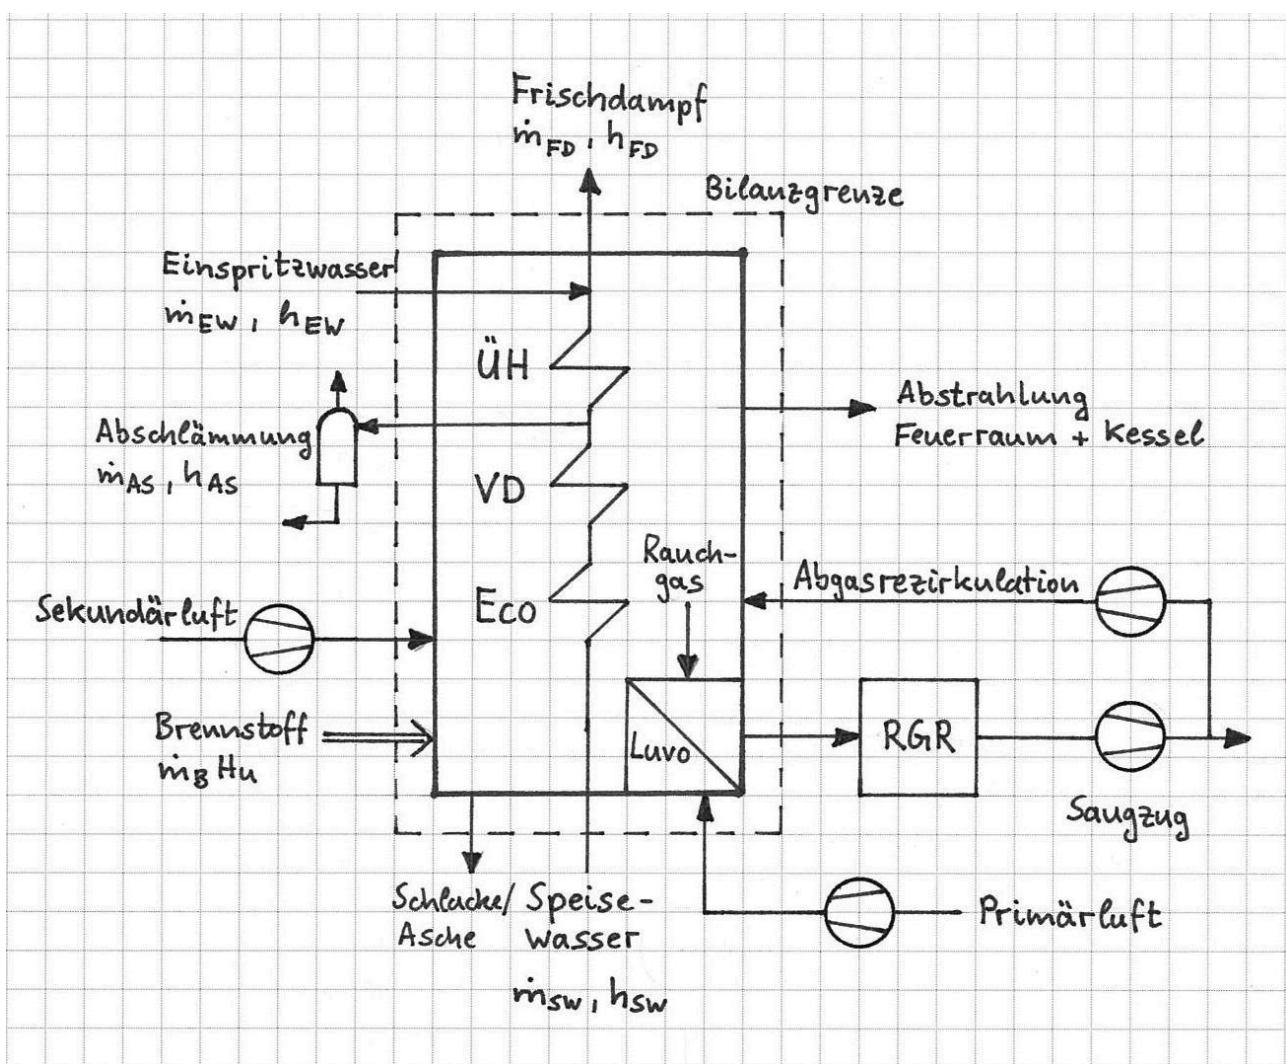 Frischdampf
ṁFD , hFD
Bilanzgrenze
Einspritzwasser
ṁEW , hEW
ÜH
Abschlämmung
ṁAS , hAS
Abstrahlung
Feuerraum + Kessel
VD
Rauch-
gas
Abgasrezirkulation
Eco
Sekundärluft
Brennstoff
ṁB Hu
Luvo
RGR
Saugzug
Schlacke/
Asche
Speise-
wasser
ṁSW , hSW
Primärluft